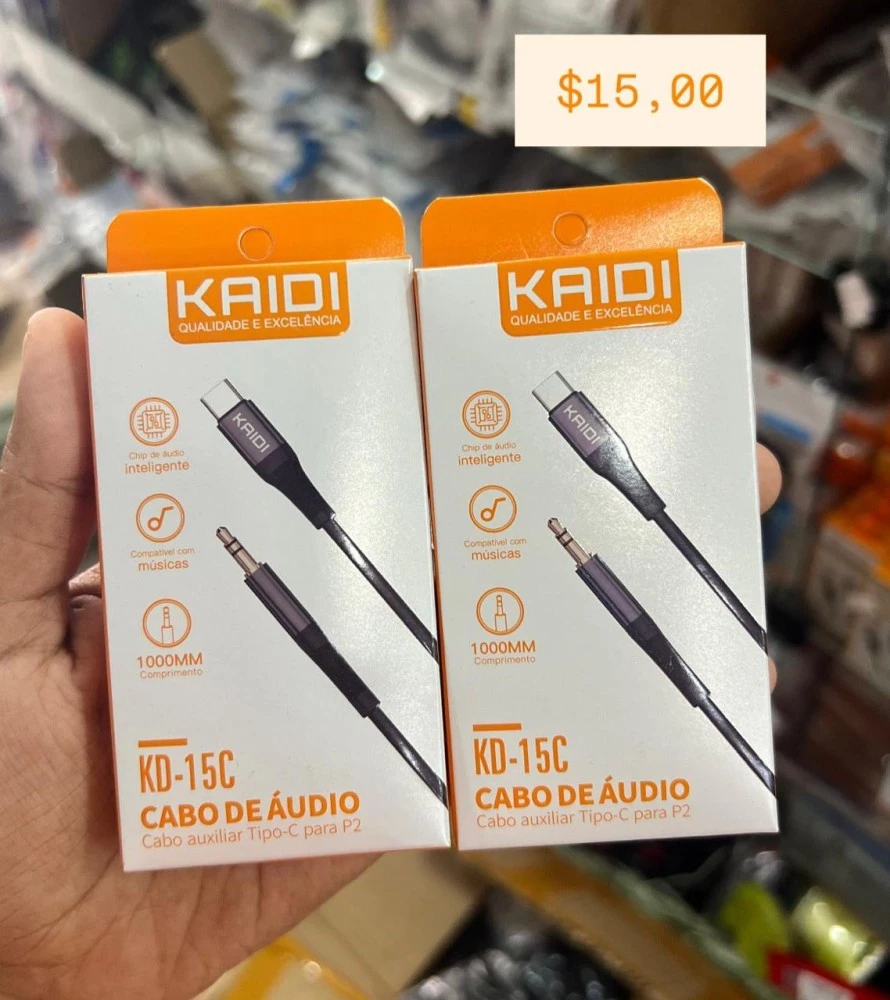 $15,00
KAIDI
QUALIDADE E EXCELÊNCIA
KAIDI
Chip de áudio
inteligente
Compatível com
músicas
1000MM
Comprimento
KD-15C
CABO DE ÁUDIO
Cabo auxiliar Tipo-C para P2
KAIDI
QUALIDADE E EXCELÊNCIA
KAIDI
Chip de áudio
inteligente
Compatível com
músicas
1000MM
Comprimento
KD-15C
CABO DE ÁUDIO
Cabo auxiliar Tipo-C para P2